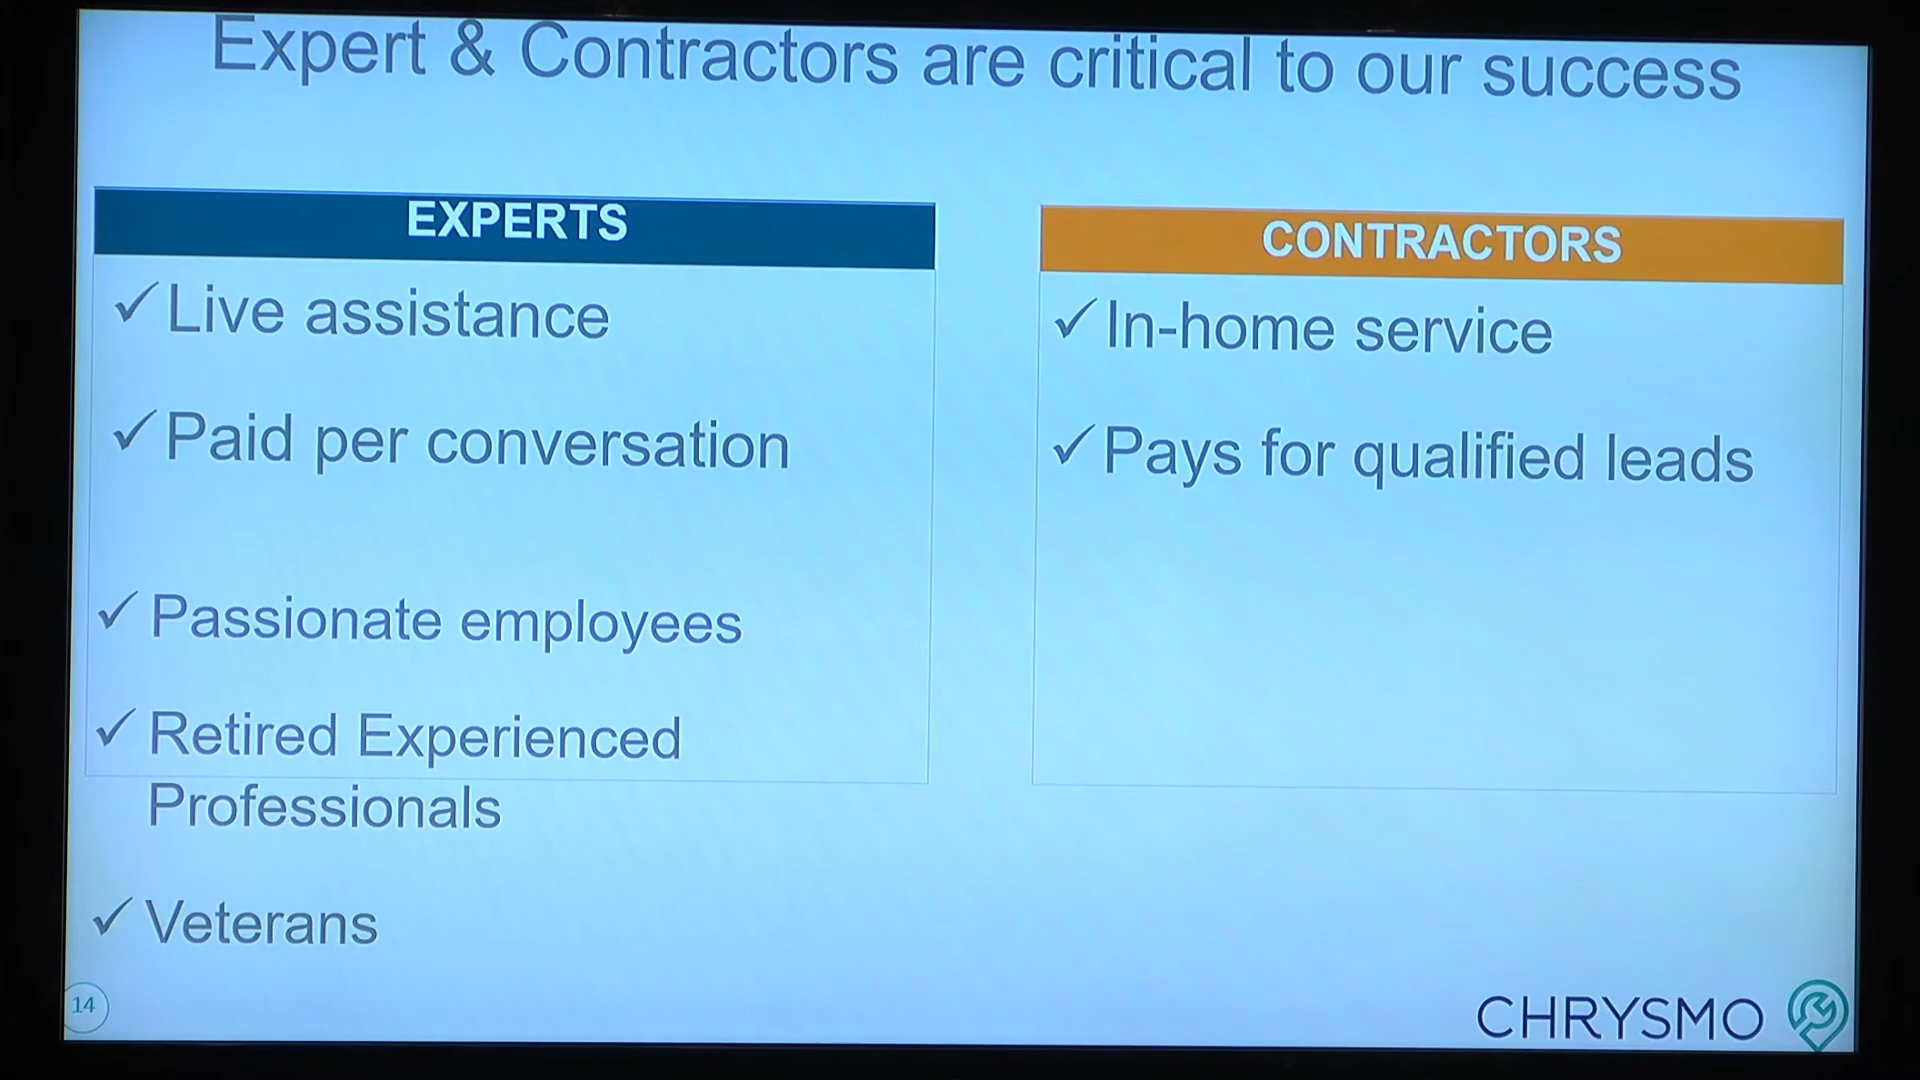 Expert & Contractors are critical to our success
EXPERTS
✓ Live assistance
✓ Paid per conversation
✓ Passionate employees
✓ Retired Experienced
Professionals
✓ Veterans
CONTRACTORS
✓ In-home service
✓ Pays for qualified leads
14
CHRYSMO